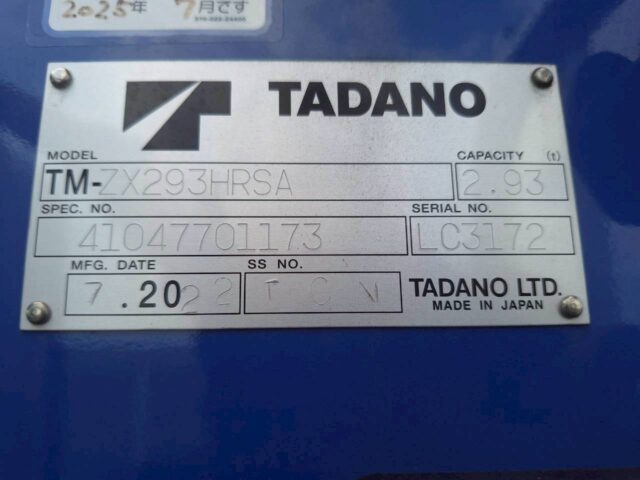 2025年 7月です
TADANO
MODEL CAPACITY (t)
TM-ZX293HRSA 2.93
SPEC. NO. SERIAL NO.
41047701173 LC3172
MFG. DATE SS NO.
7.2022 TCN TADANO LTD.
MADE IN JAPAN